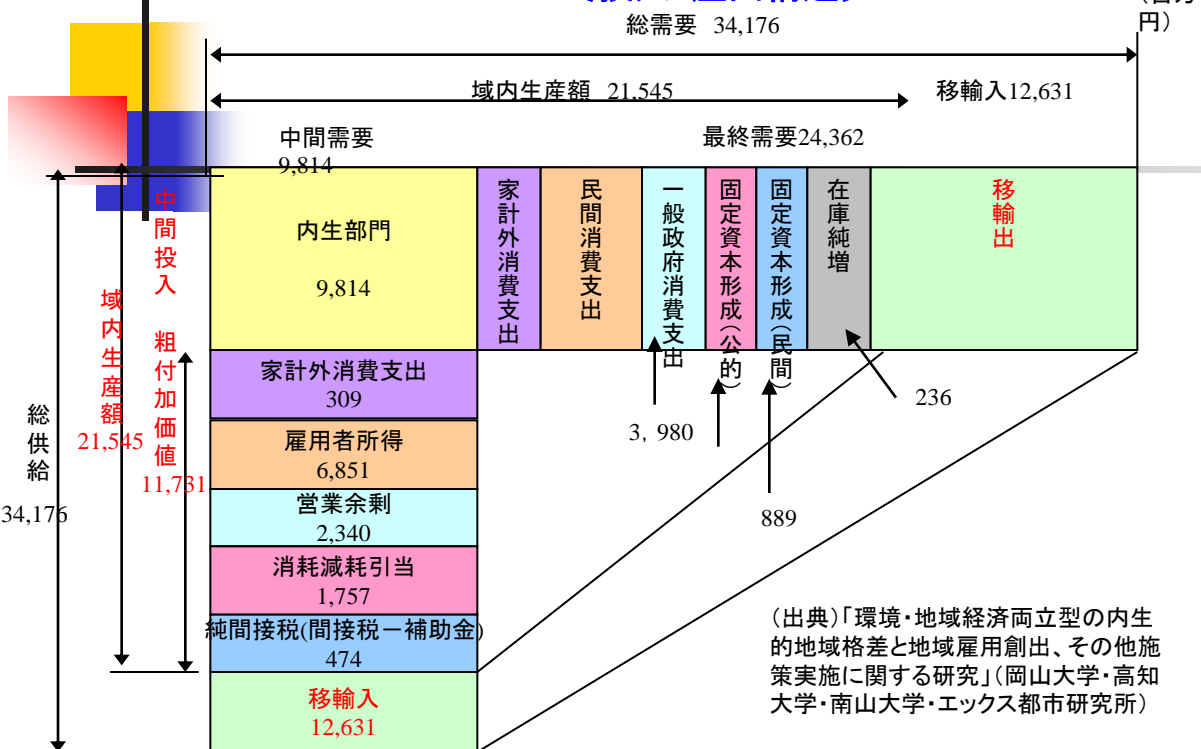 総需要 34,176
円）
域内生産額 21,545
移輸入12,631
中間需要
9,814
最終需要24,362
内生部門
9,814
家計外消費支出
民間消費支出
一般政府消費支出
固定資本形成（公的）
固定資本形成（民間）
在庫純増
移輸出
中間投入
粗付加価値
11,731
域内生産額
21,545
総供給
34,176
家計外消費支出
309
雇用者所得
6,851
営業余剰
2,340
消耗減耗引当
1,757
純間接税(間接税－補助金)
474
移輸入
12,631
3，980
889
236
（出典）「環境・地域経済両立型の内生
的地域格差と地域雇用創出、その他施
策実施に関する研究」（岡山大学・高知
大学・南山大学・エックス都市研究所）